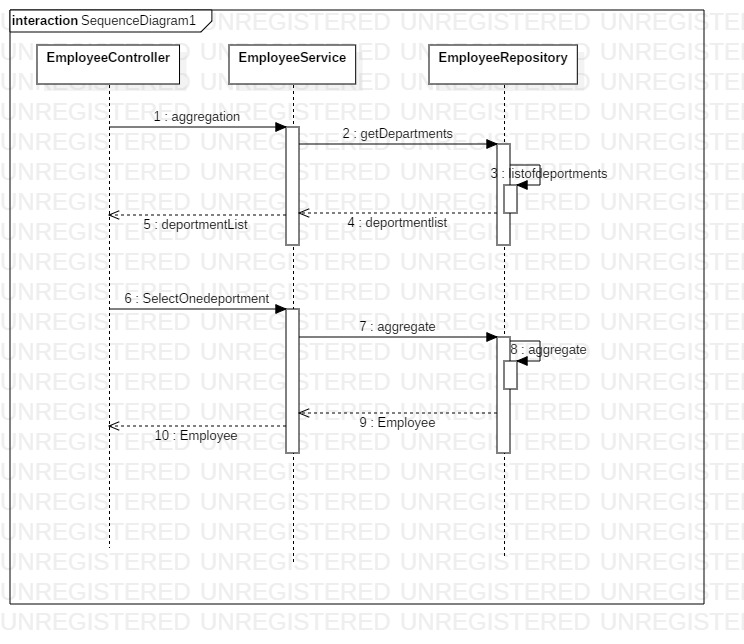 interaction SequenceDiagram1
EmployeeController
EmployeeService
EmployeeRepository
1 : aggregation
2 : getDepartments
3 : listofdeportments
4 : deportmentlist
5 : deportmentList
6 : SelectOnedeportment
7 : aggregate
8 : aggregate
9 : Employee
10 : Employee
UNREGISTERED UNREGISTERED UNREGISTERED UNREGISTERED